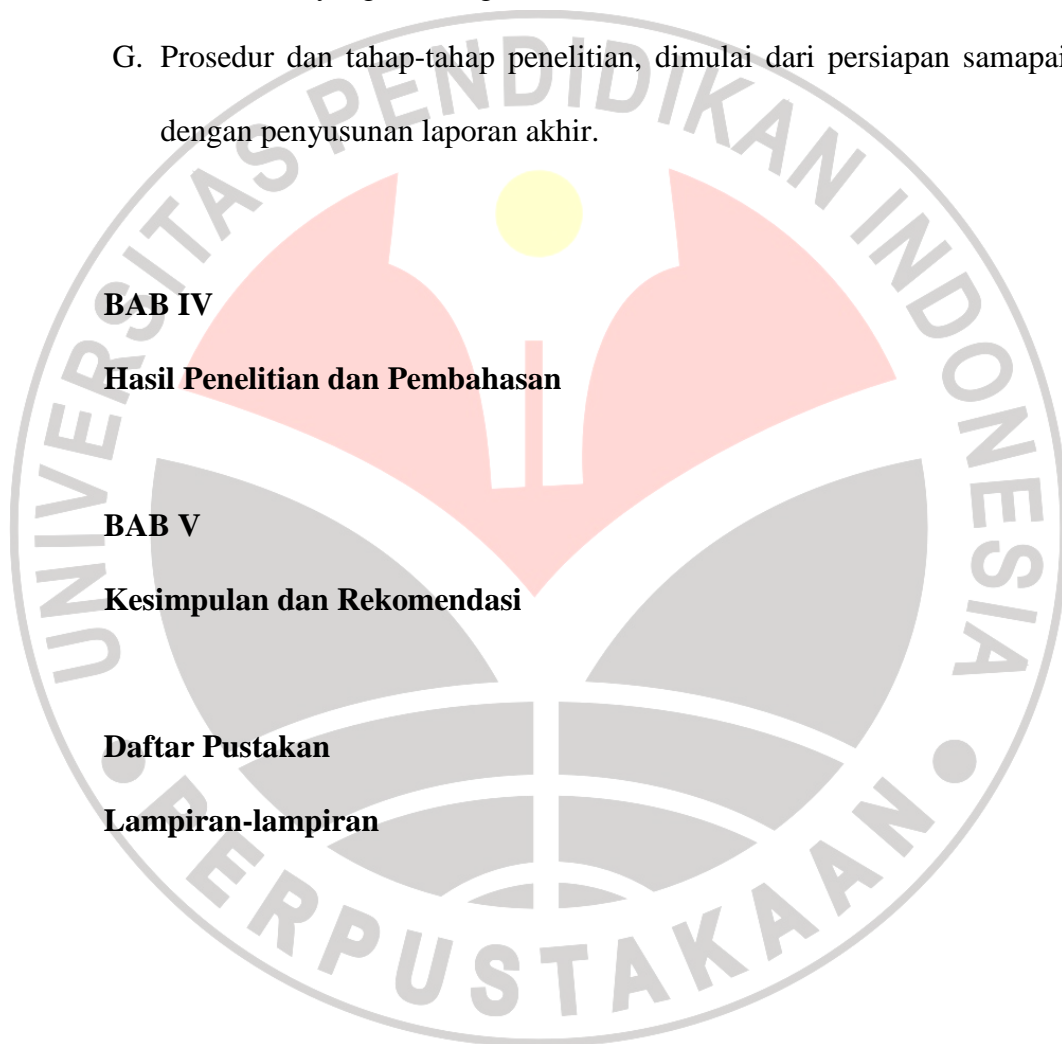 G. Prosedur dan tahap-tahap penelitian, dimulai dari persiapan samapai
dengan penyusunan laporan akhir.
BAB IV
Hasil Penelitian dan Pembahasan
BAB V
Kesimpulan dan Rekomendasi
Daftar Pustakan
Lampiran-lampiran
UNIVERSITAS PENDIDIKAN INDONESIA
PERPUSTAKAAN